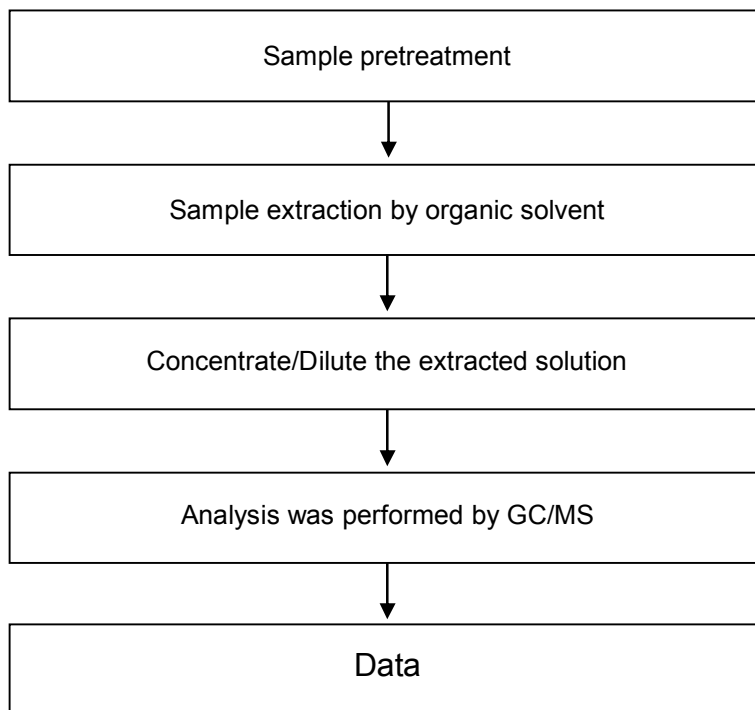 Sample pretreatment
Sample extraction by organic solvent
Concentrate/Dilute the extracted solution
Analysis was performed by GC/MS
Data